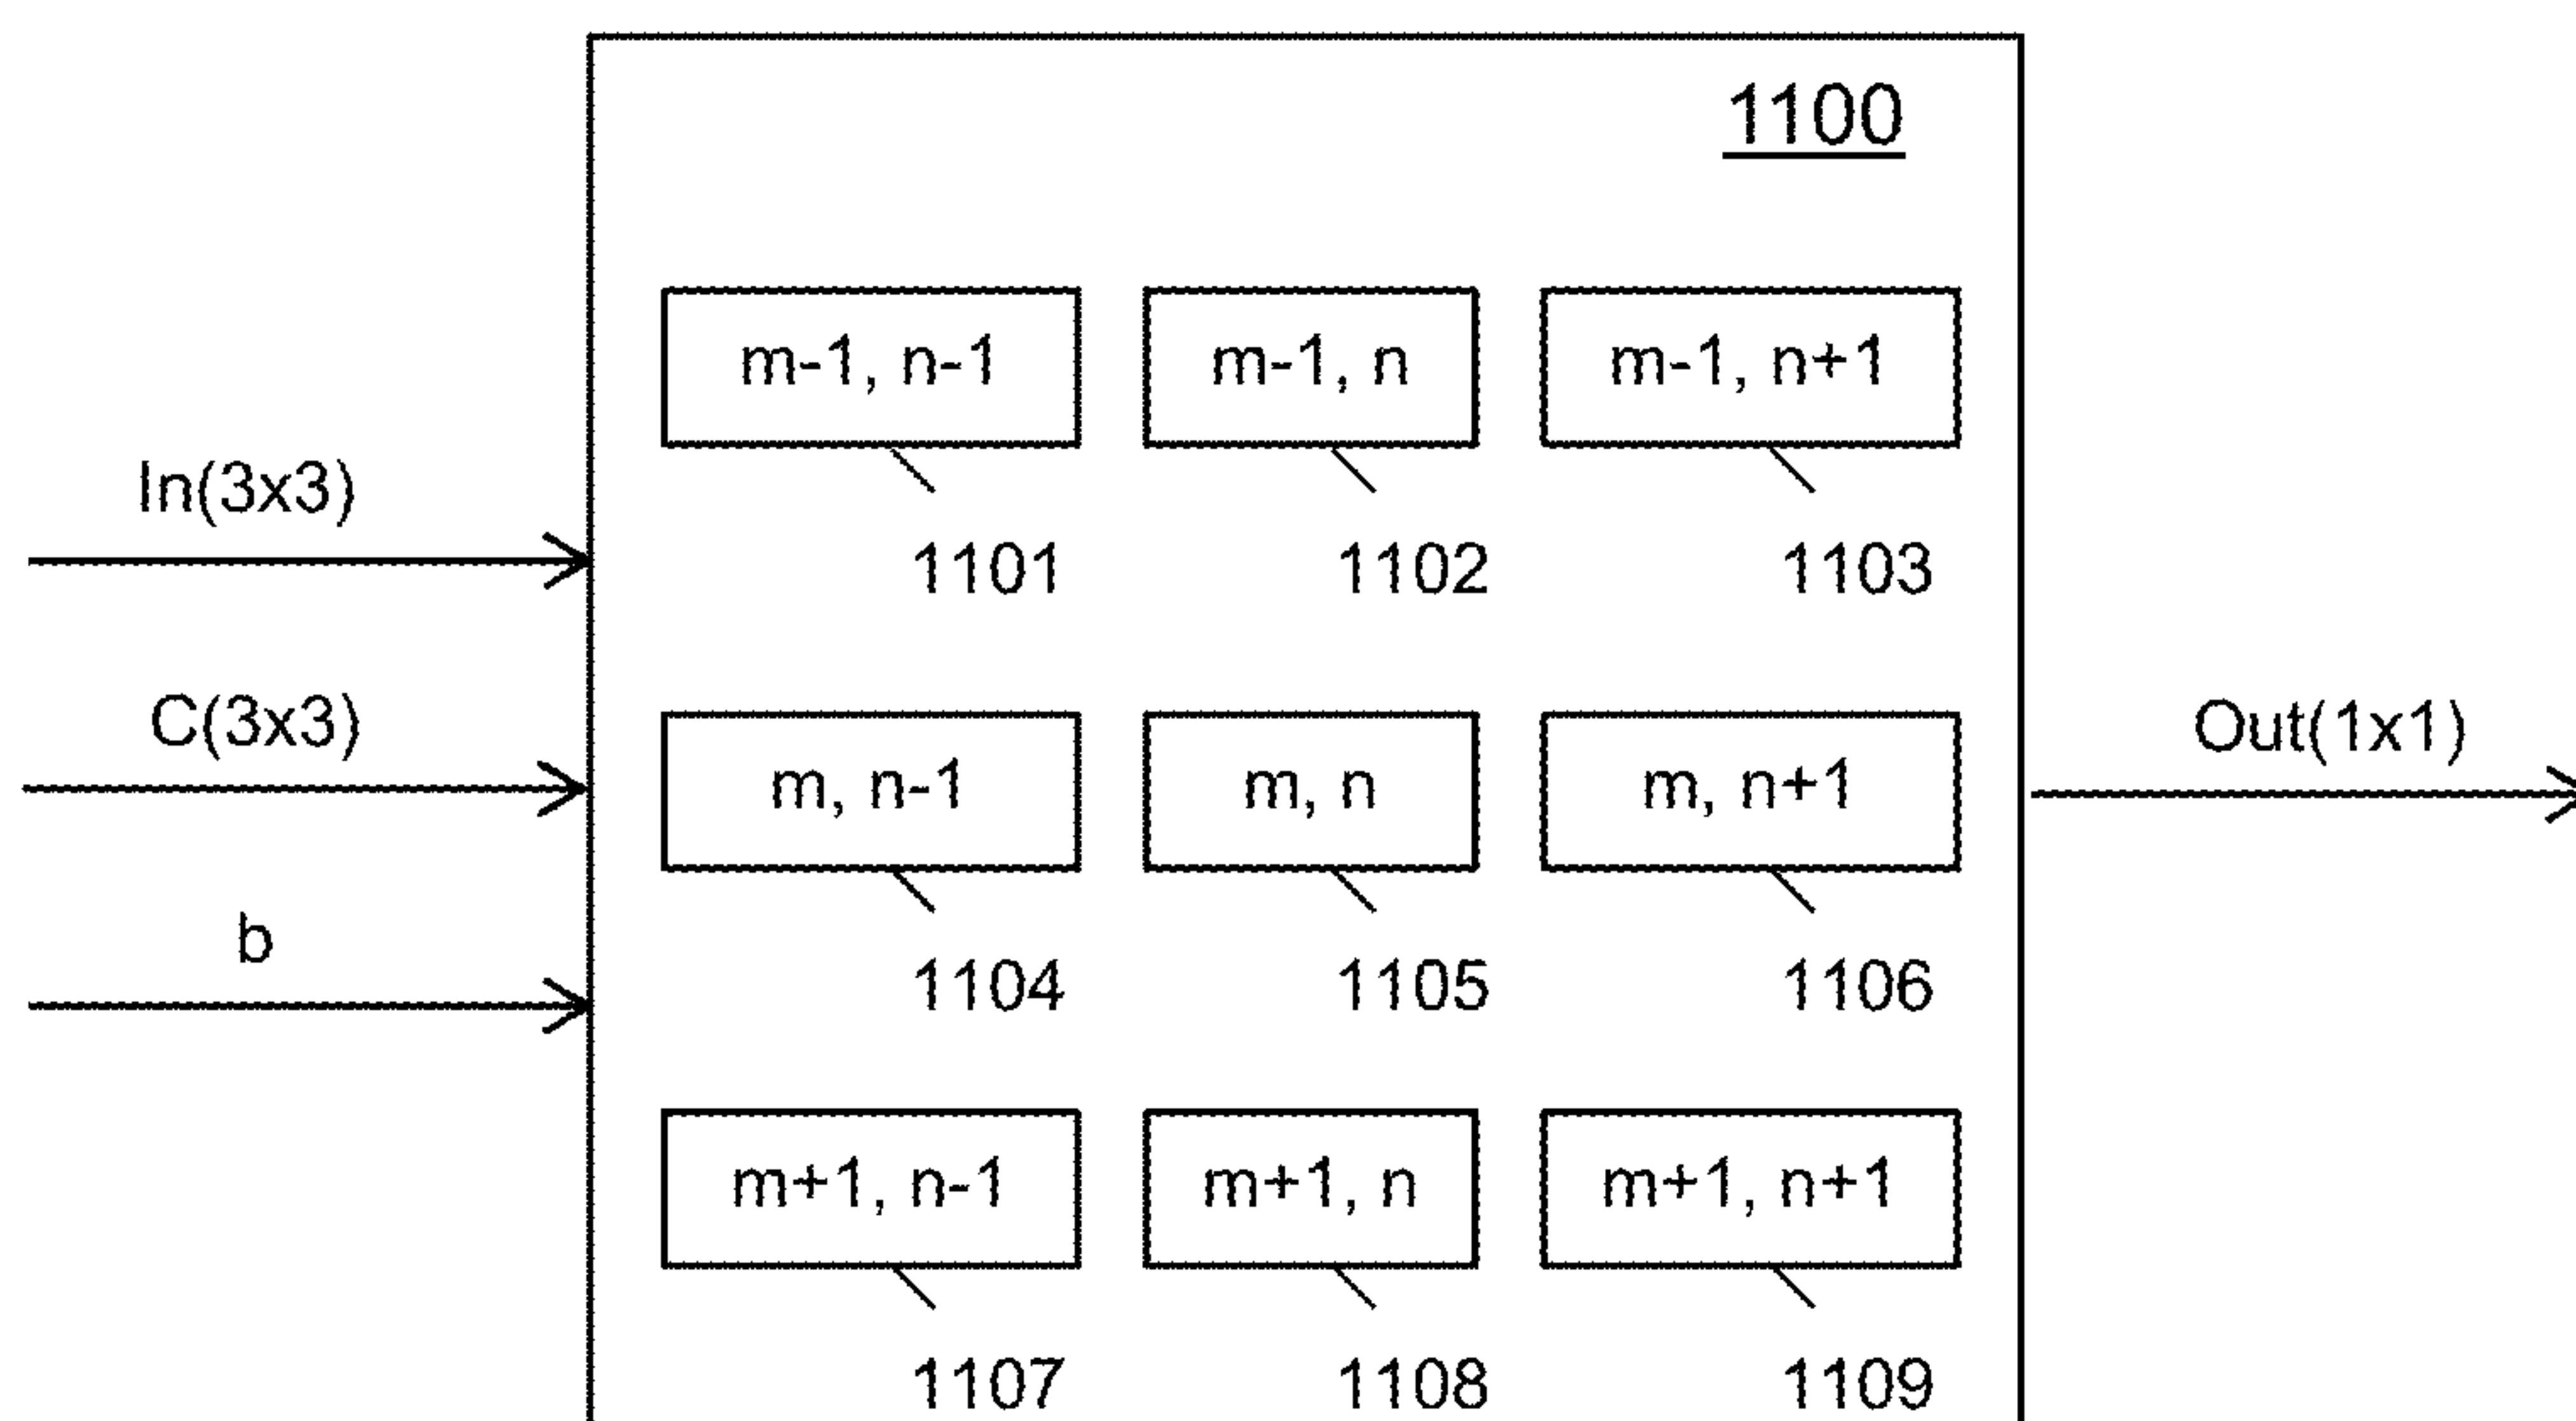 1100
m-1, n-1
m-1, n
m-1, n+1
In(3x3)
1101
1102
1103
C(3x3)
m, n-1
m, n
m, n+1
Out(1x1)
b
1104
1105
1106
m+1, n-1
m+1, n
m+1, n+1
1107
1108
1109